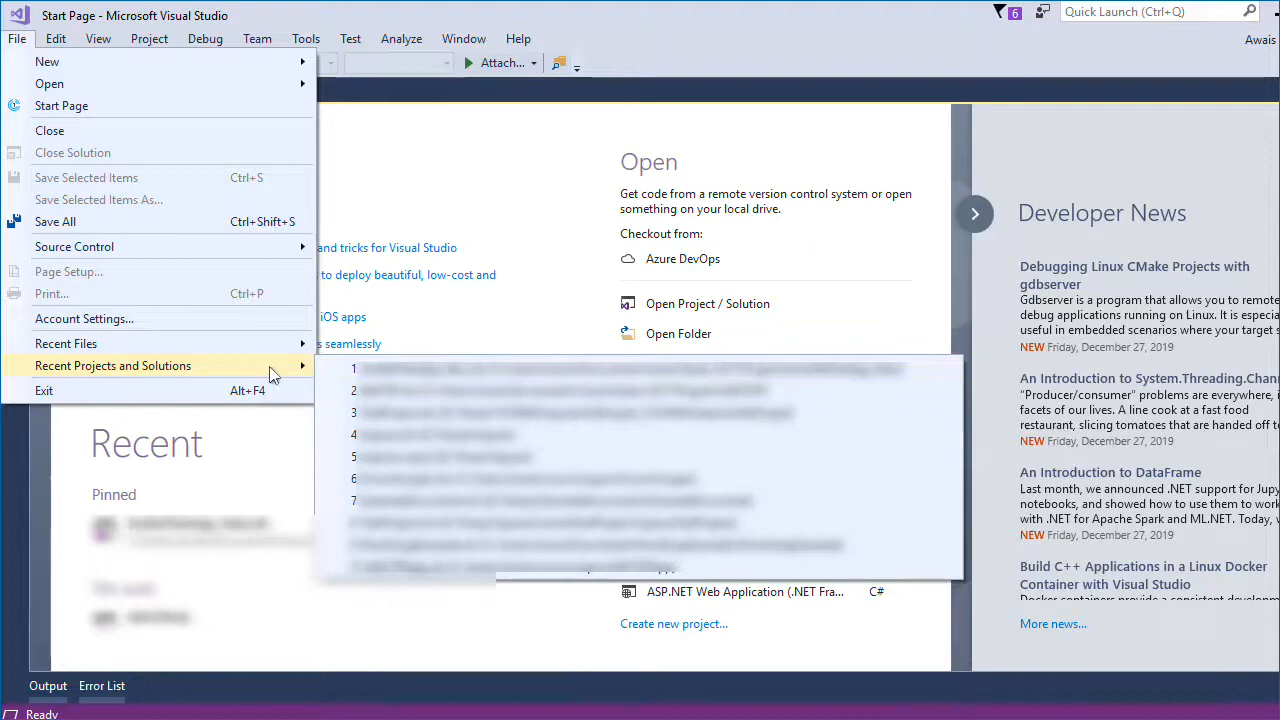 Start Page - Microsoft Visual Studio
6
Quick Launch (Ctrl+Q)
File Edit View Project Debug Team Tools Test Analyze Window Help
Awais
Attach...
New
Open
Start Page
Close
Close Solution
Save Selected Items Ctrl+S
Save Selected Items As...
Save All Ctrl+Shift+S
Source Control
Page Setup...
Print... Ctrl+P
Account Settings...
Recent Files
Recent Projects and Solutions
Exit Alt+F4
1
2
3
4
5
6
7
and tricks for Visual Studio
to deploy beautiful, low-cost and
iOS apps
s seamlessly
Recent
Pinned
Open
Get code from a remote version control system or open
something on your local drive.
Checkout from:
Azure DevOps
Open Project / Solution
Open Folder
ASP.NET Web Application (.NET Fra... C#
Create new project...
Developer News
Debugging Linux CMake Projects with
gdbserver
Gdbserver is a program that allows you to remote
debug applications running on Linux. It is especia
useful in embedded scenarios where your target
NEW Friday, December 27, 2019
An Introduction to System.Threading.Chan
“Producer/consumer” problems are everywhere, i
facets of our lives. A line cook at a fast food
restaurant, slicing tomatoes that are handed off to
NEW Friday, December 27, 2019
An Introduction to DataFrame
Last month, we announced .NET support for Jupy
notebooks, and showed how to use them to work
with .NET for Apache Spark and ML.NET. Today, w
NEW Friday, December 27, 2019
Build C++ Applications in a Linux Docker
Container with Visual Studio
Docker containers provide a consistent developm
More news...
Output Error List
Ready